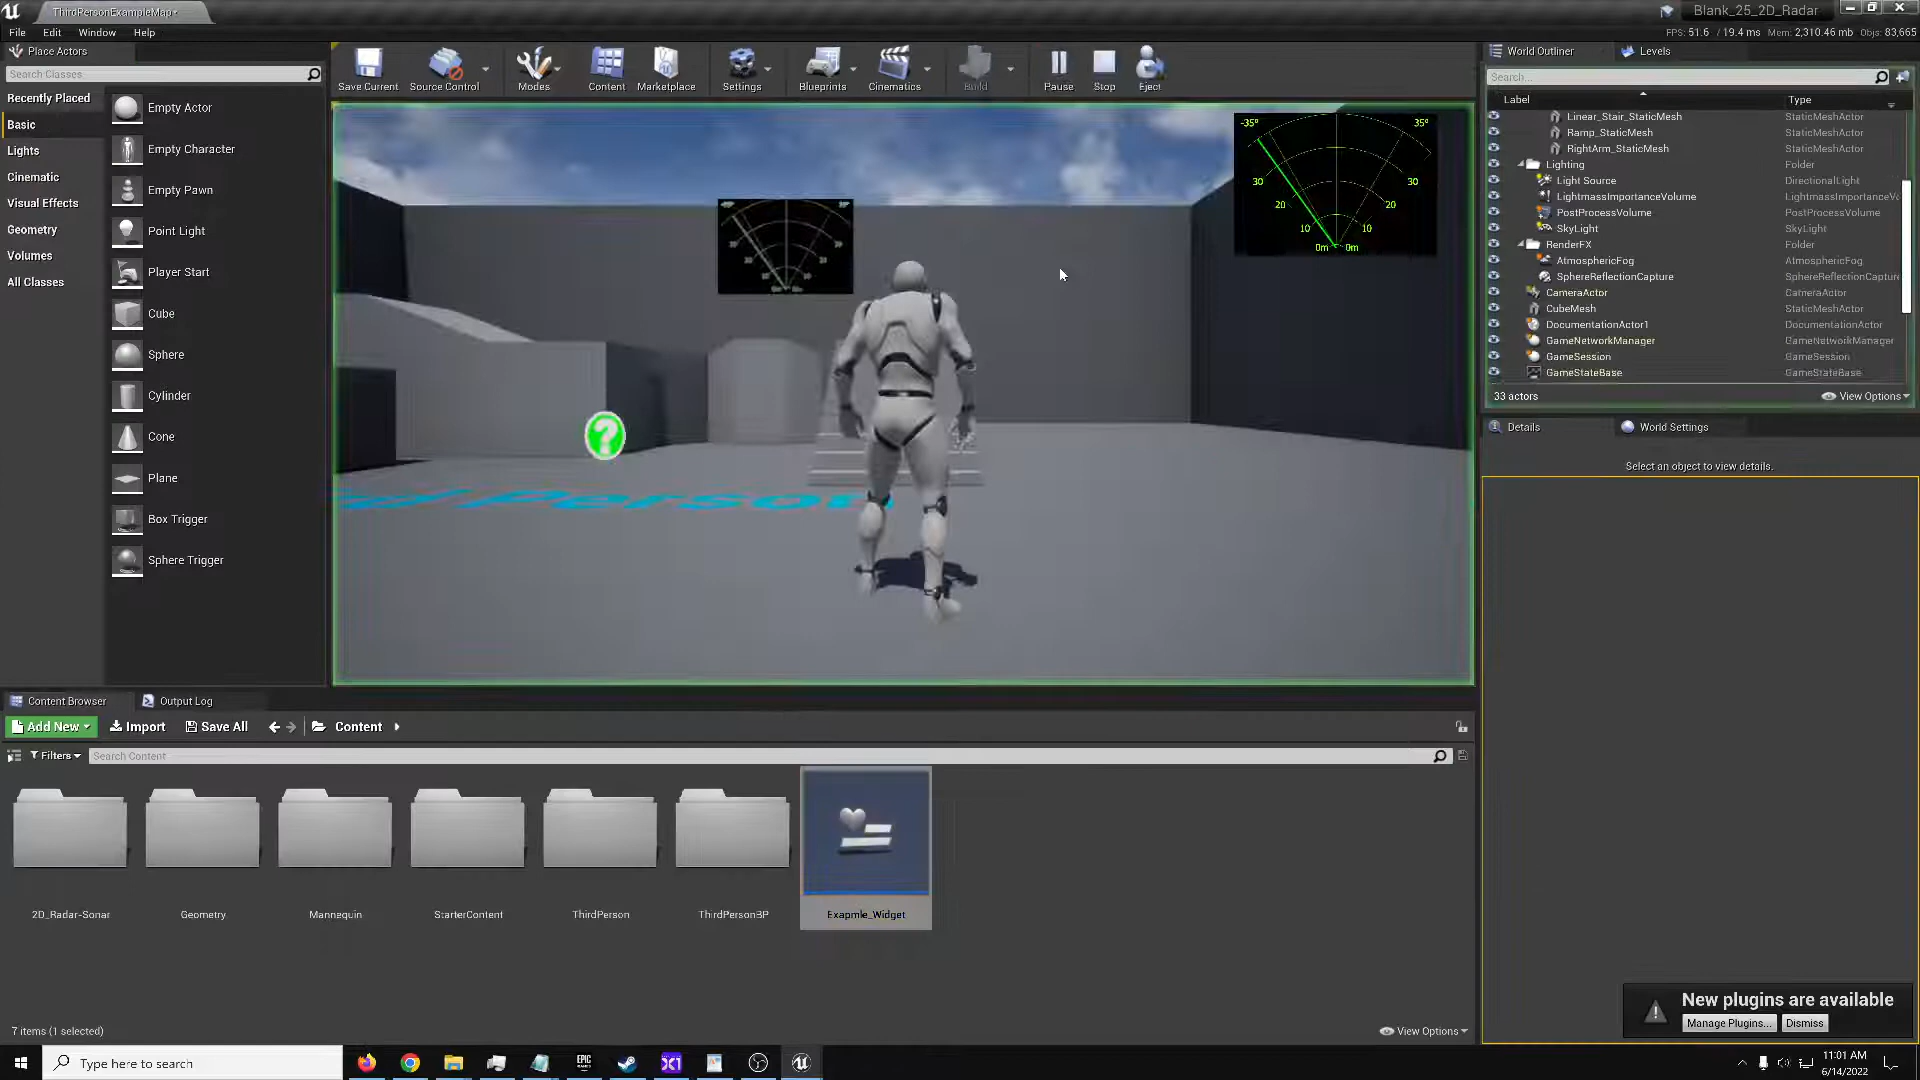 ThirdPersonExampleMap•
Blank_25_2D_Radar
File Edit Window Help
FPS: 51.6 / 19.4 ms Mem: 2,310.46 mb Objs: 83,665
Place Actors
Search Classes
Recently Placed
Basic
Lights
Cinematic
Visual Effects
Geometry
Volumes
All Classes
Empty Actor
Empty Character
Empty Pawn
Point Light
Player Start
Cube
Sphere
Cylinder
Cone
Plane
Box Trigger
Sphere Trigger
Save Current Source Control Modes Content Marketplace Settings Blueprints Cinematics Build Pause Stop Eject
-35° 35°
30 30
20 20
10 10
0m 0m
?
Person
World Outliner Levels
Search...
Label Type
Linear_Stair_StaticMesh StaticMeshActor
Ramp_StaticMesh StaticMeshActor
RightArm_StaticMesh StaticMeshActor
Lighting Folder
Light Source DirectionalLight
LightmassImportanceVolume LightmassImportanceVo
PostProcessVolume PostProcessVolume
SkyLight SkyLight
RenderFX Folder
AtmosphericFog AtmosphericFog
SphereReflectionCapture SphereReflectionCapture
CameraActor CameraActor
CubeMesh StaticMeshActor
DocumentationActor1 DocumentationActor
GameNetworkManager GameNetworkManager
GameSession GameSession
GameStateBase GameStateBase
33 actors View Options
Details World Settings
Select an object to view details.
Content Browser Output Log
Add New Import Save All Content
Filters Search Content
2D_Radar-Sonar Geometry Mannequin StarterContent ThirdPerson ThirdPersonBP Exapmle_Widget
7 items (1 selected) View Options
New plugins are available
Manage Plugins... Dismiss
Type here to search
EPIC GAMES
11:01 AM
6/14/2022